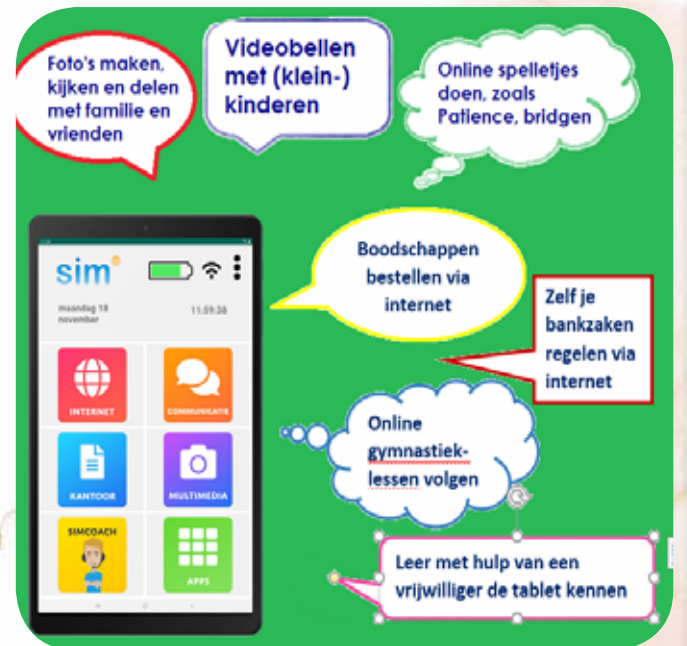 Foto's maken,
kijken en delen
met familie en
vrienden
Videobellen
met (klein-)
kinderen
Online spelletjes
doen, zoals
Patience, bridgen
Boodschappen
bestellen via
internet
Zelf je
bankzaken
regelen via
internet
Online
gymnastiek-
lessen volgen
Leer met hulp van een
vrijwilliger de tablet kennen
sim
maandag 18
november
11:59:38
INTERNET
COMMUNICATIE
KANTOOR
MULTIMEDIA
SIMCOACH
APPS